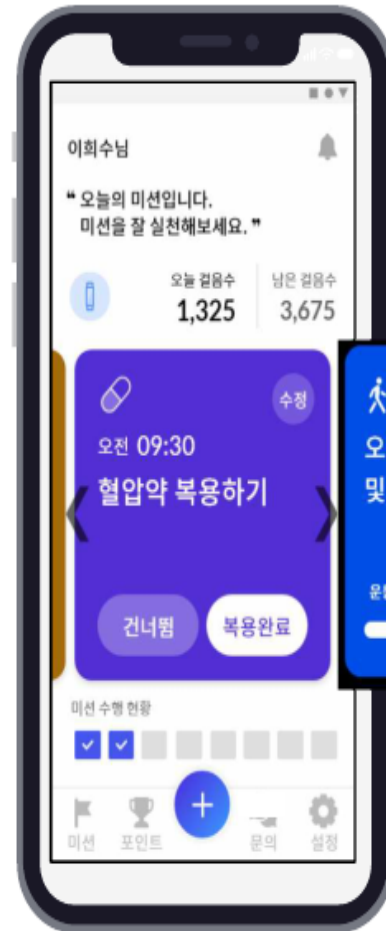 이희수님
❝ 오늘의 미션입니다.
미션을 잘 실천해보세요. ❞
오늘 걸음수
1,325
남은 걸음수
3,675
수정
오전 09:30
혈압약 복용하기
건너뜀
복용완료
오
및
미션 수행 현황
미션
포인트
+
문의
설정